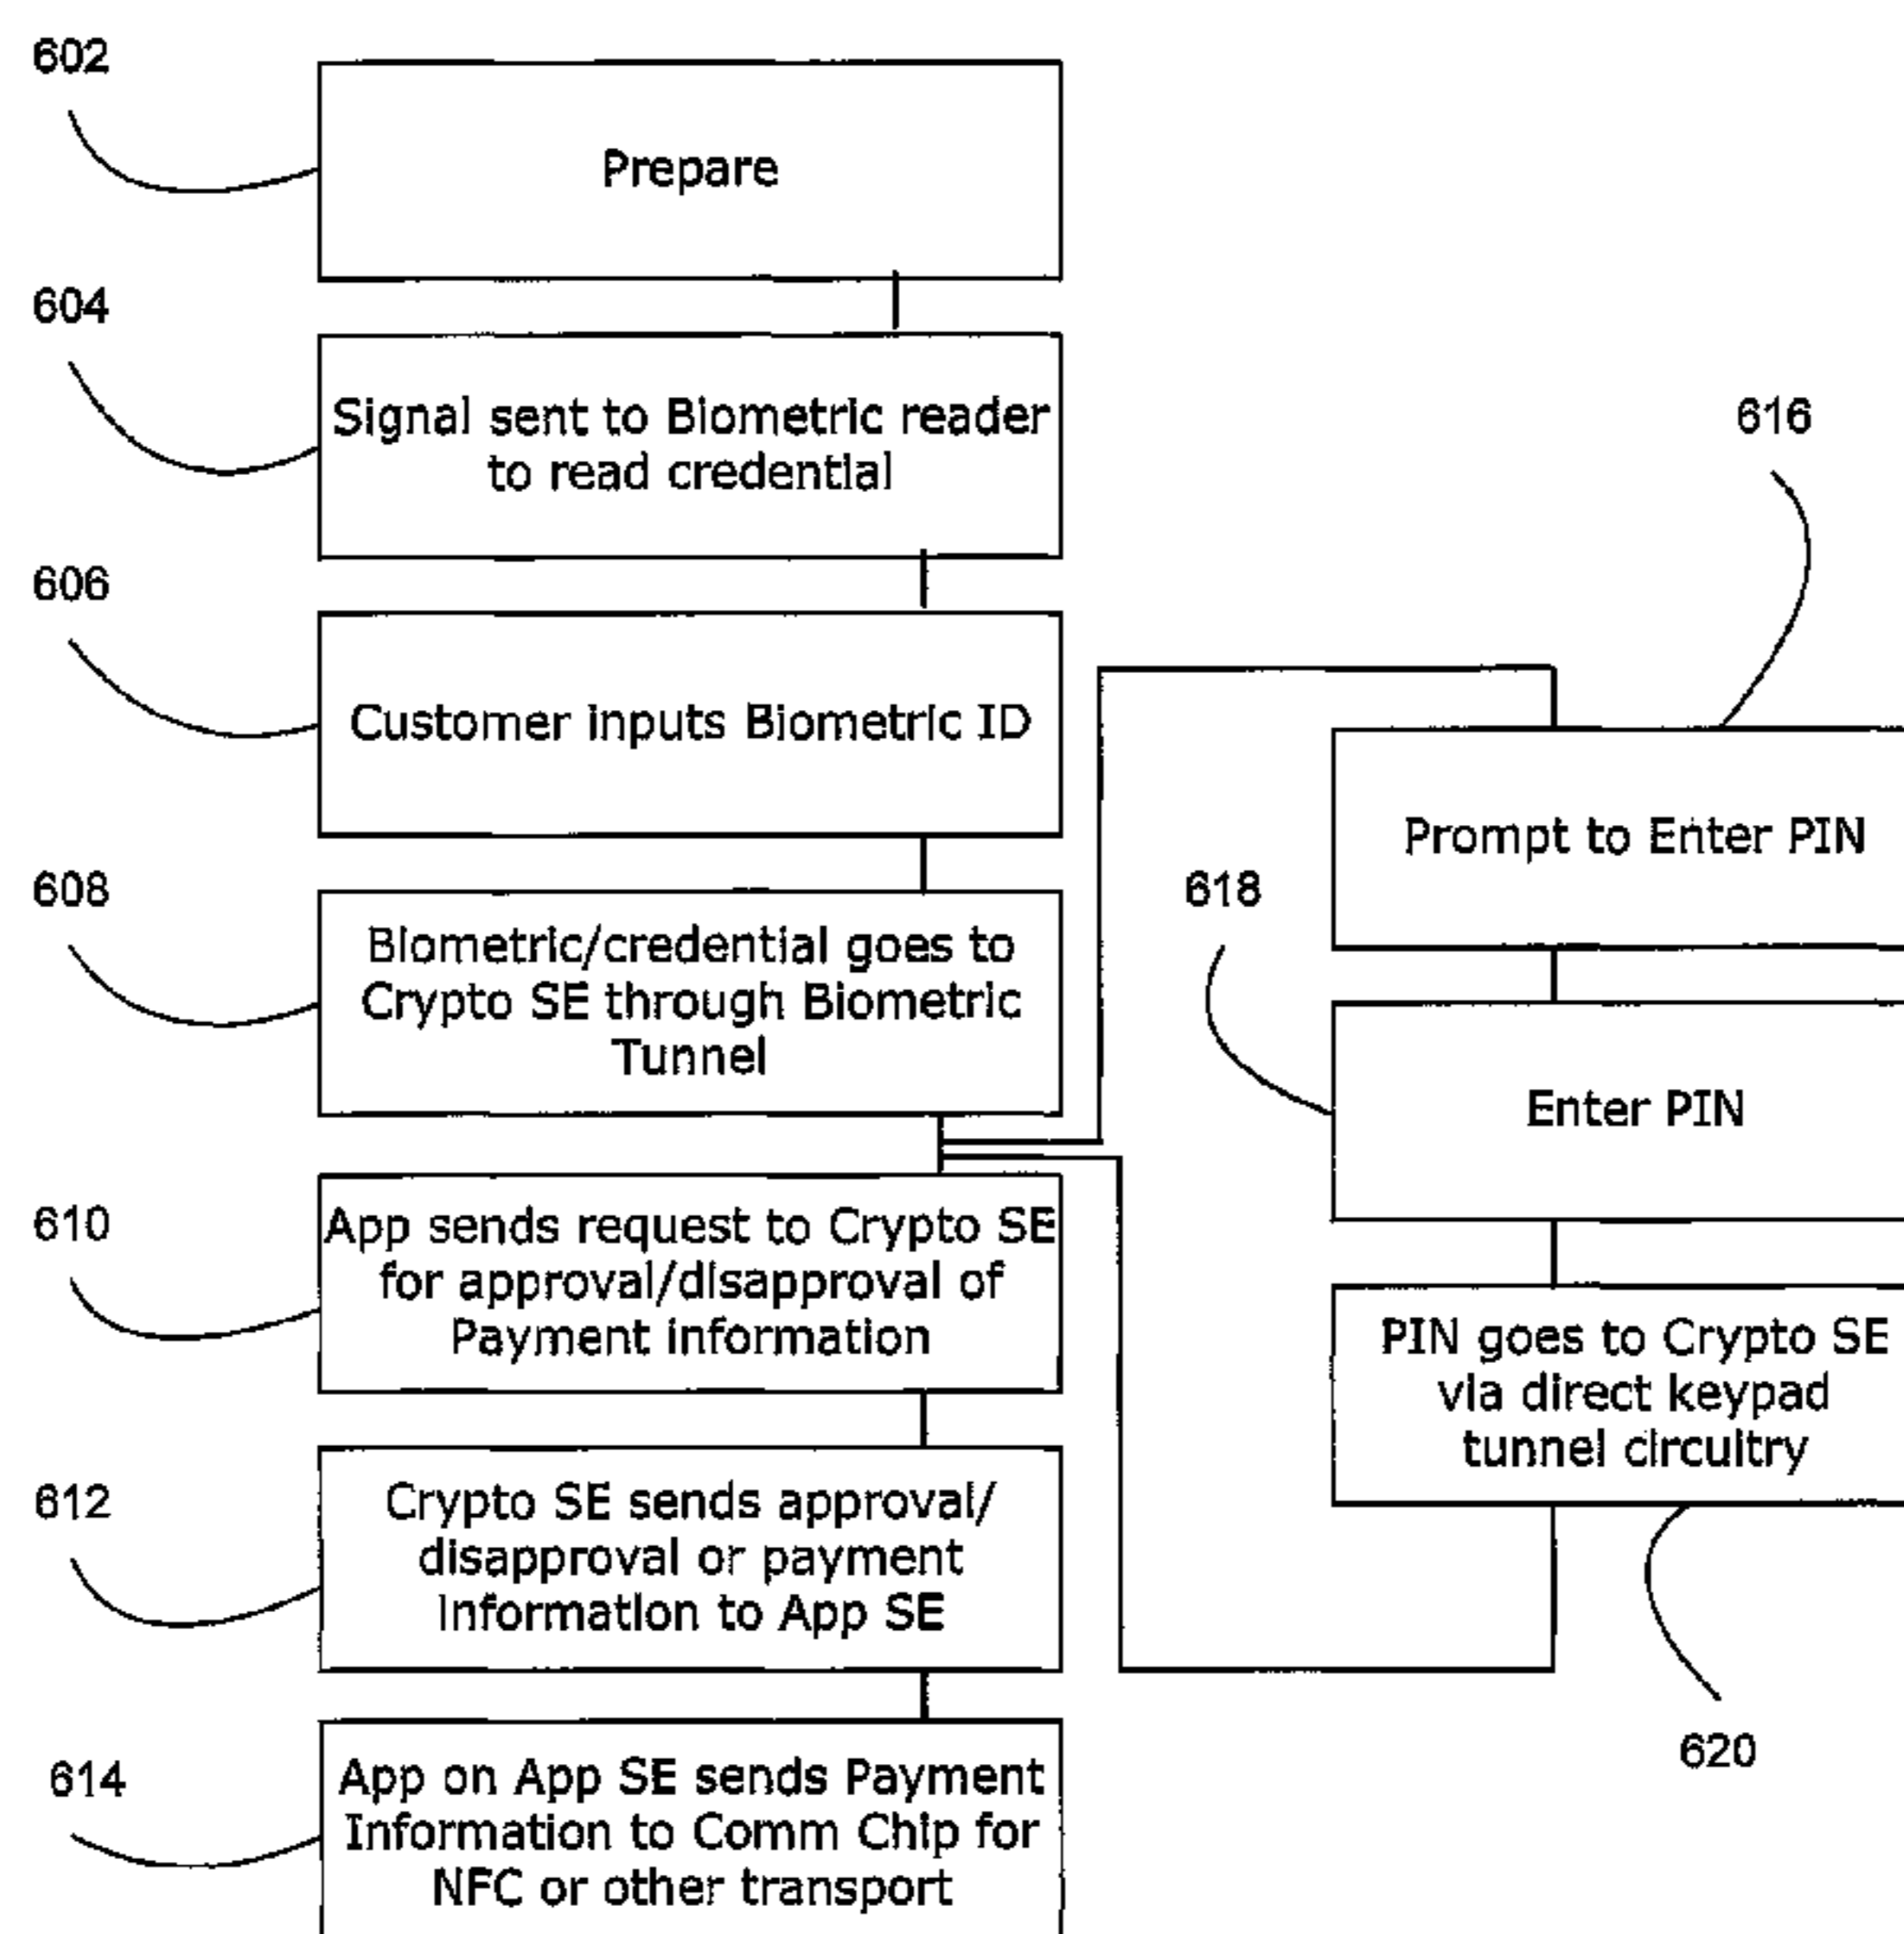 602
Prepare
604
Signal sent to Biometric reader
to read credential
606
Customer inputs Biometric ID
608
Biometric/credential goes to
Crypto SE through Biometric
Tunnel
610
App sends request to Crypto SE
for approval/disapproval of
Payment information
612
Crypto SE sends approval/
disapproval or payment
information to App SE
614
App on App SE sends Payment
Information to Comm Chip for
NFC or other transport
616
Prompt to Enter PIN
618
Enter PIN
PIN goes to Crypto SE
via direct keypad
tunnel circuitry
620